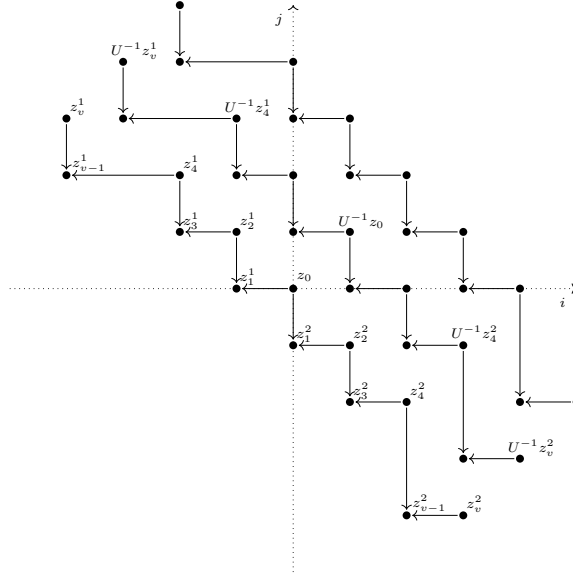 j
U^{-1}z_v^1
z_v^1
U^{-1}z_4^1
z_{v-1}^1
z_4^1
z_3^1
z_2^1
U^{-1}z_0
z_1^1
z_0
i
z_1^2
z_2^2
U^{-1}z_4^2
z_3^2
z_4^2
U^{-1}z_v^2
z_{v-1}^2
z_v^2